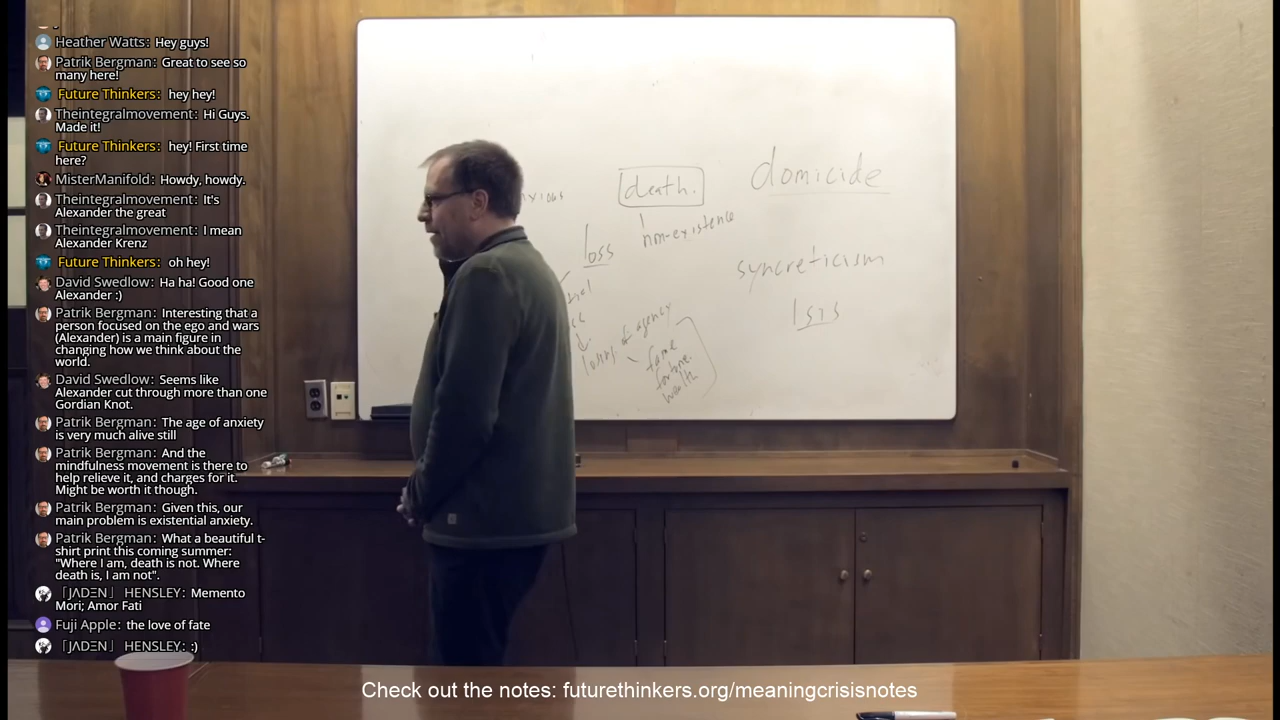 Heather Watts: Hey guys!
Patrik Bergman: Great to see so
many here!
Future Thinkers: hey hey!
Theintegralmovement: Hi Guys.
Made it!
Future Thinkers: hey! First time
here?
MisterManifold: Howdy, howdy.
Theintegralmovement: It's
Alexander the great
Theintegralmovement: I mean
Alexander Krenz
Future Thinkers: oh hey!
David Swedlow: Ha ha! Good one
Alexander :)
Patrik Bergman: Interesting that a
person focused on the ego and wars
(Alexander) is a main figure in
changing how we think about the
world.
David Swedlow: Seems like
Alexander cut through more than one
Gordian Knot.
Patrik Bergman: The age of anxiety
is very much alive still
Patrik Bergman: And the
mindfulness movement is there to
help relieve it, and charges for it.
Might be worth it though.
Patrik Bergman: Given this, our
main problem is existential anxiety.
Patrik Bergman: What a beautiful t-
shirt print this coming summer:
"Where I am, death is not. Where
death is, I am not".
「JΛDΞN」 HENSLEY: Memento
Mori; Amor Fati
Fuji Apple: the love of fate
「JΛDΞN」 HENSLEY: :)
death.
non-existence
loss
of agency
fame
fortune.
wealth
domicide
syncreticism
Isis
Check out the notes: futurethinkers.org/meaningcrisisnotes